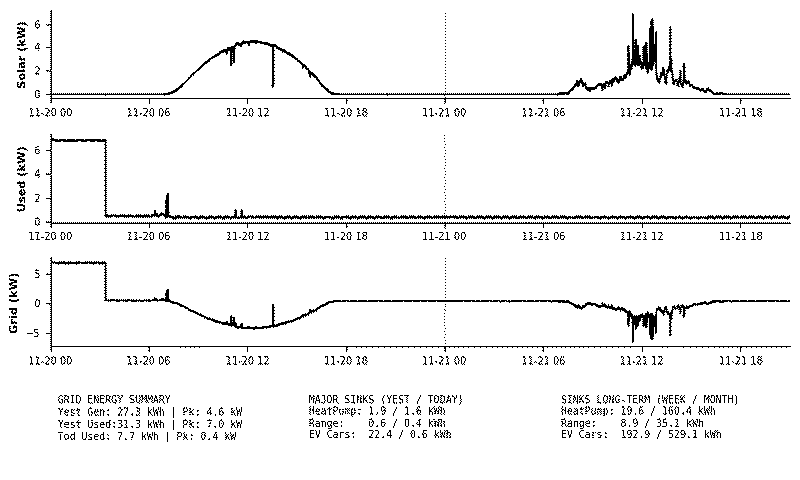 Solar (kW)
6
4
2
0
11-20 00 11-20 06 11-20 12 11-20 18 11-21 00 11-21 06 11-21 12 11-21 18
Used (kW)
6
4
2
0
11-20 00 11-20 06 11-20 12 11-20 18 11-21 00 11-21 06 11-21 12 11-21 18
Grid (kW)
5
0
−5
11-20 00 11-20 06 11-20 12 11-20 18 11-21 00 11-21 06 11-21 12 11-21 18
GRID ENERGY SUMMARY
Yest Gen: 27.3 kWh | Pk: 4.6 kW
Yest Used:31.3 kWh | Pk: 7.0 kW
Tod Used: 7.7 kWh | Pk: 0.4 kW
MAJOR SINKS (YEST / TODAY)
HeatPump: 1.9 / 1.6 kWh
Range: 0.6 / 0.4 kWh
EV Cars: 22.4 / 0.6 kWh
SINKS LONG-TERM (WEEK / MONTH)
HeatPump: 19.6 / 160.4 kWh
Range: 8.9 / 35.1 kWh
EV Cars: 192.9 / 529.1 kWh